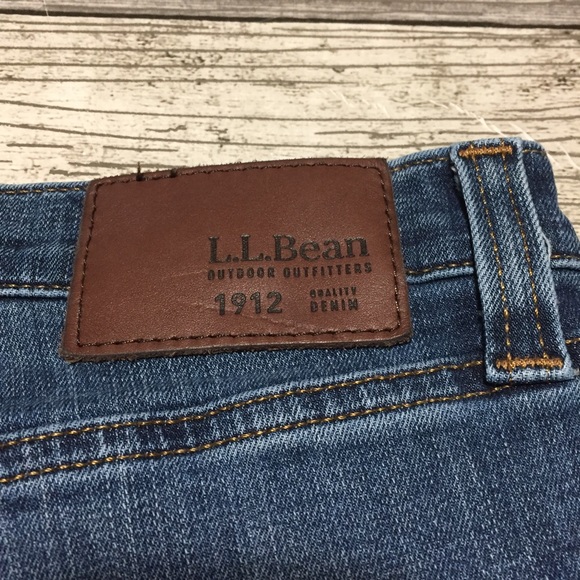 L.L.Bean
OUTDOOR OUTFITTERS
1912 QUALITY DENIM